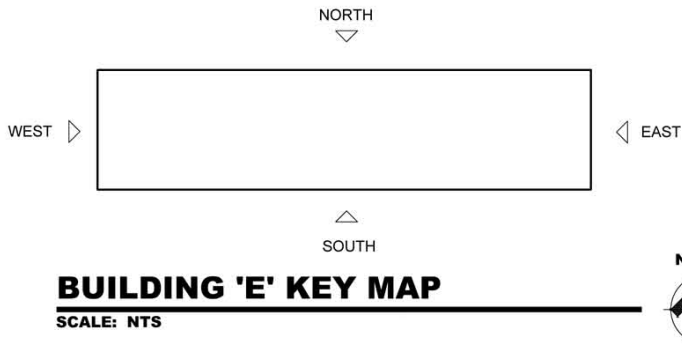 NORTH
WEST
EAST
SOUTH
N
BUILDING 'E' KEY MAP
SCALE: NTS